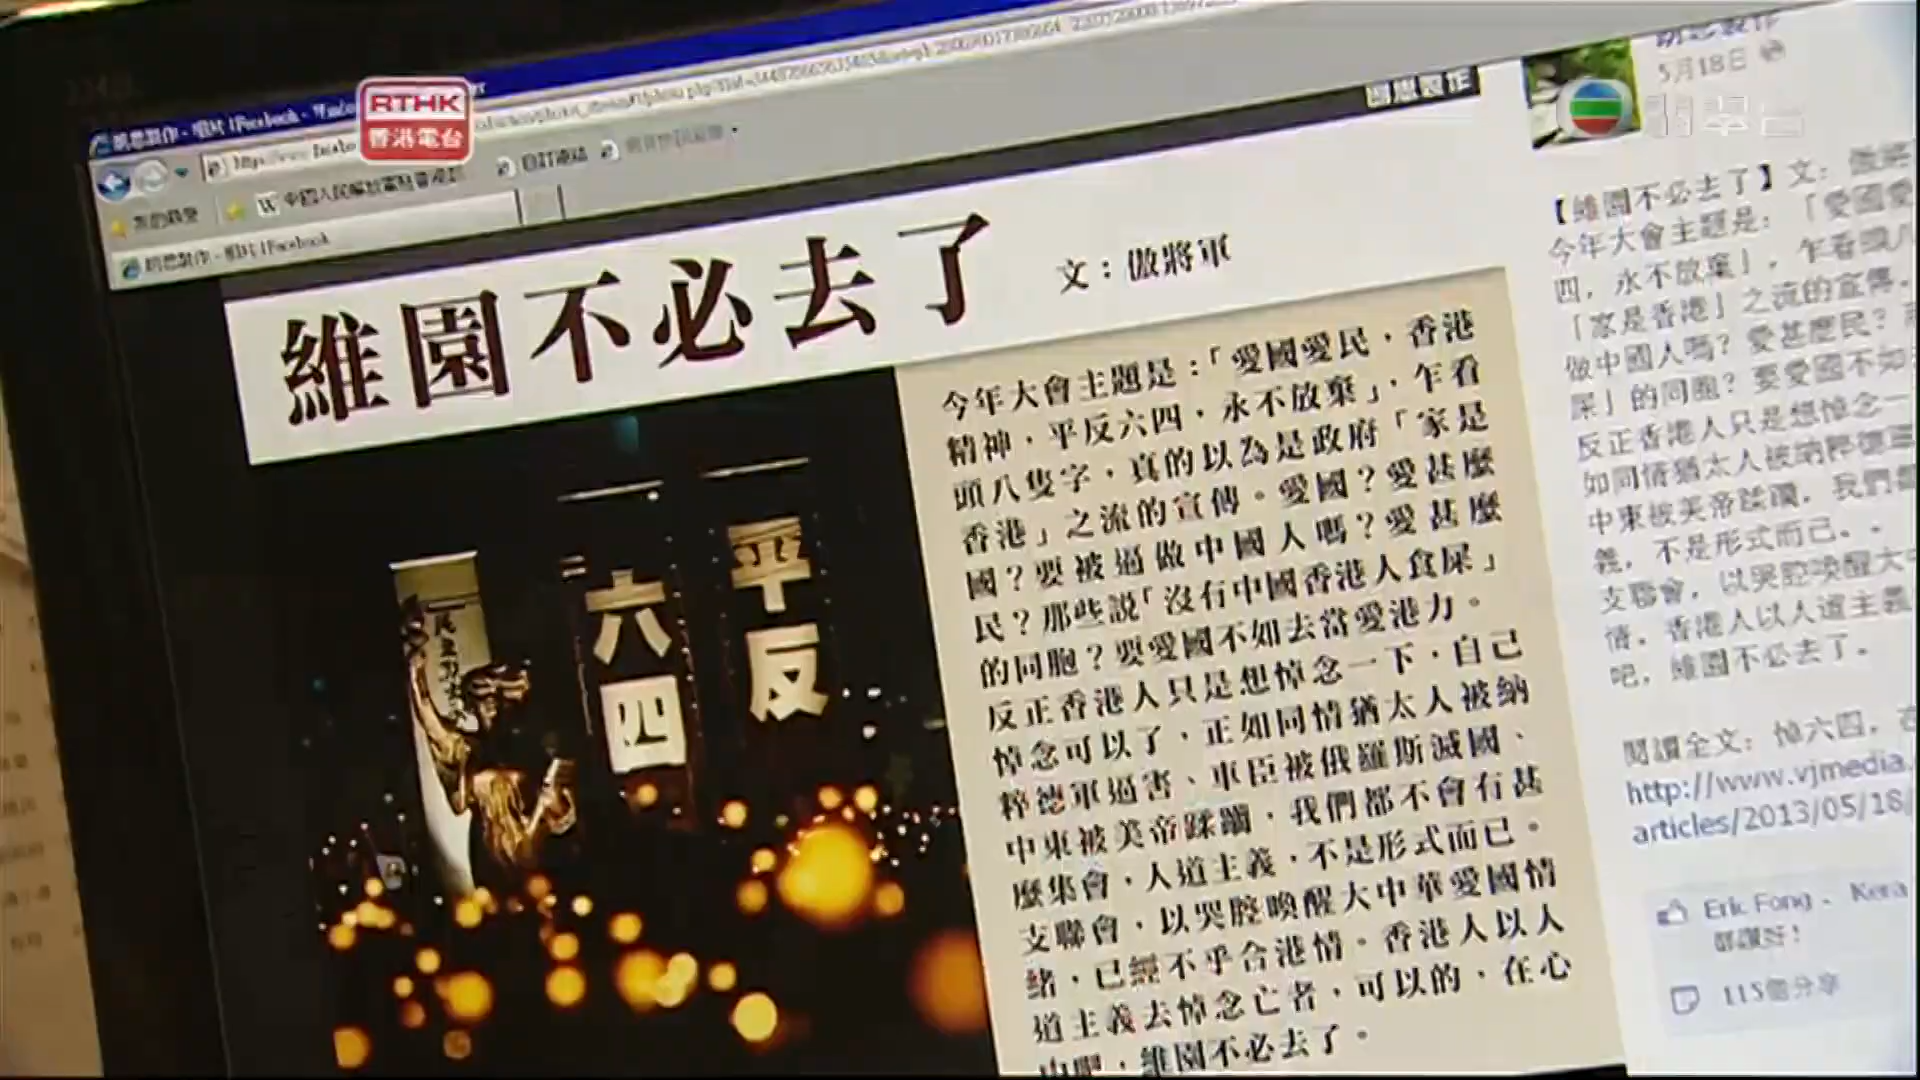 RTHK
香港電台
翡翠台
5月18日
維園不必去了
文：傲將軍
今年大會主題是：「愛國愛民，香港
精神，平反六四，永不放棄」，乍看
頭八隻字，真的以為是政府「家是
香港」之流的宣傳。愛國？愛甚麼
國？要被逼做中國人嗎？愛甚麼
民？那些說「沒有中國香港人食屎」
的同胞？要愛國不如去當愛港力。
反正香港人只是想悼念一下，自己
悼念可以了，正如同情猶太人被納
粹德軍逼害、車臣被俄羅斯滅國、
中東被美帝蹂躪，我們都不會有甚
麼集會，人道主義，不是形式而已。
支聯會，以哭腔喚醒大中華愛國情
緒，已經不乎合港情。香港人以人
道主義去悼念亡者，可以的，在心
中吧，維園不必去了。
平反
六四
【維園不必去了】文：傲將
今年大會主題是：「愛國愛
四，永不放棄」，乍看頭八
「家是香港」之流的宣傳。
做中國人嗎？愛甚麼民？
屎」的同胞？要愛國不如
反正香港人只是想悼念一
如同情猶太人被納粹德軍
中東被美帝蹂躪，我們都
義，不是形式而已。
支聯會，以哭腔喚醒大中
情。香港人以人道主義
吧，維園不必去了。
閱讀全文：悼六四，
http://www.vjmedia.
articles/2013/05/18/
Eric Fong、Kera
都讚好！
115個分享